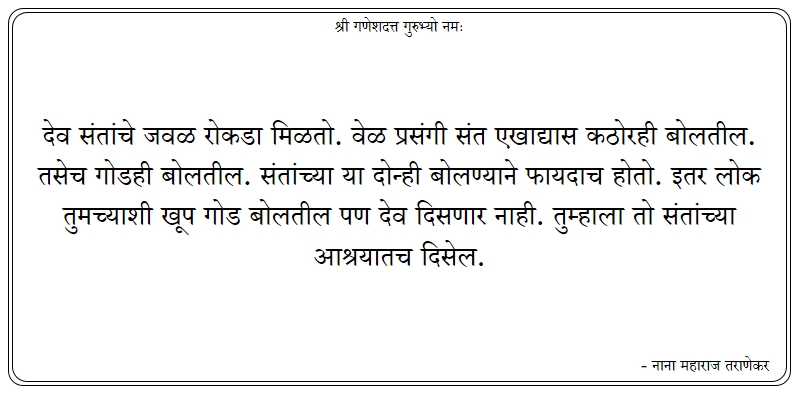 श्री गणेशदत्त गुरुभ्यो नमः
देव संतांचे जवळ रोकडा मिळतो. वेळ प्रसंगी संत एखाद्यास कठोरही बोलतील.
तसेच गोडही बोलतील. संतांच्या या दोन्ही बोलण्याने फायदाच होतो. इतर लोक
तुमच्याशी खूप गोड बोलतील पण देव दिसणार नाही. तुम्हाला तो संतांच्या
आश्रयातच दिसेल.
- नाना महाराज तराणेकर